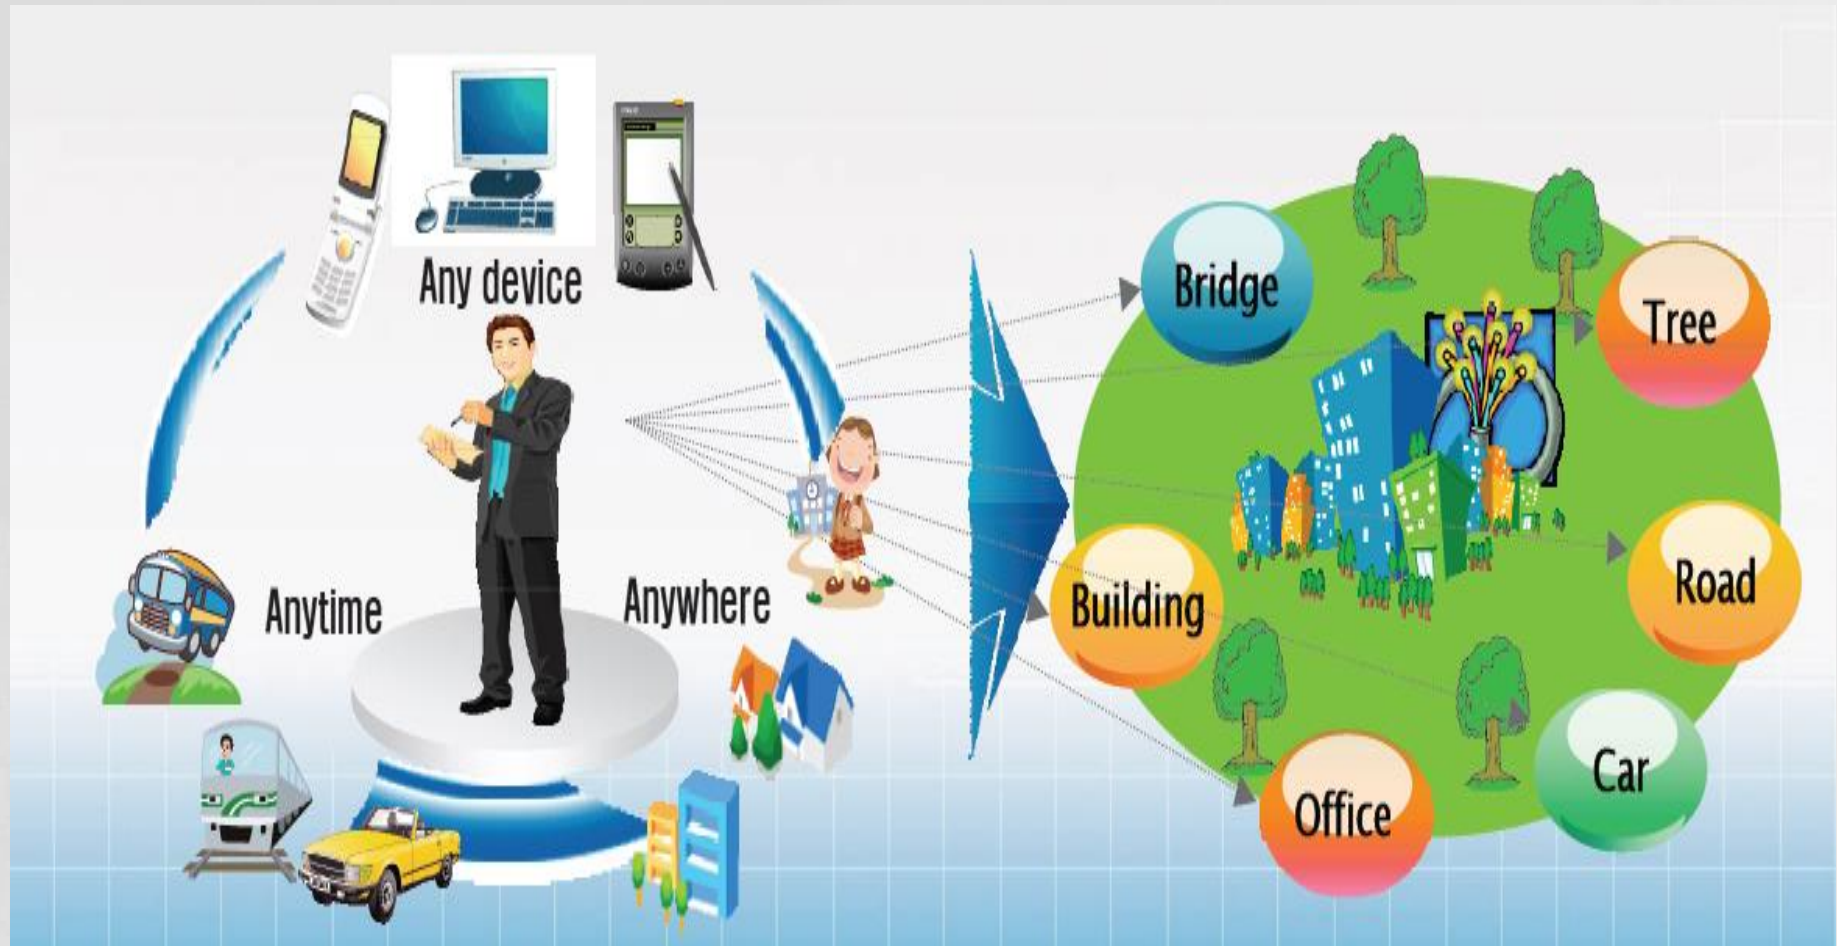 Any device
Anytime
Anywhere
Bridge
Tree
Building
Road
Car
Office